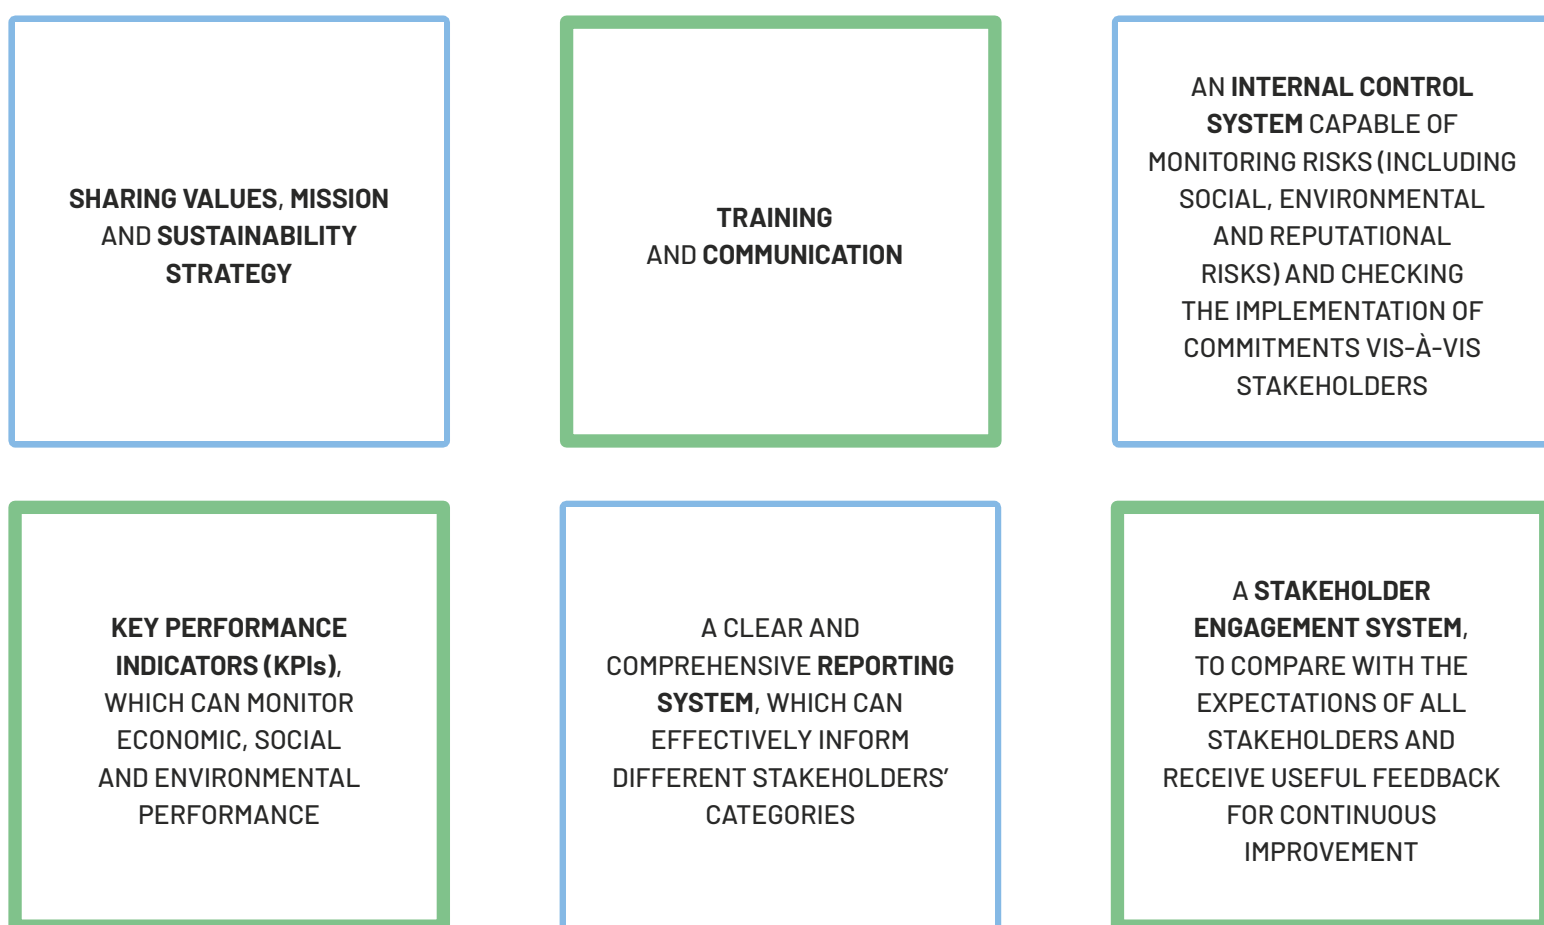 SHARING VALUES, MISSION
AND SUSTAINABILITY
STRATEGY
TRAINING
AND COMMUNICATION
AN INTERNAL CONTROL
SYSTEM CAPABLE OF
MONITORING RISKS (INCLUDING
SOCIAL, ENVIRONMENTAL
AND REPUTATIONAL
RISKS) AND CHECKING
THE IMPLEMENTATION OF
COMMITMENTS VIS-À-VIS
STAKEHOLDERS
KEY PERFORMANCE
INDICATORS (KPIs),
WHICH CAN MONITOR
ECONOMIC, SOCIAL
AND ENVIRONMENTAL
PERFORMANCE
A CLEAR AND
COMPREHENSIVE REPORTING
SYSTEM, WHICH CAN
EFFECTIVELY INFORM
DIFFERENT STAKEHOLDERS’
CATEGORIES
A STAKEHOLDER
ENGAGEMENT SYSTEM,
TO COMPARE WITH THE
EXPECTATIONS OF ALL
STAKEHOLDERS AND
RECEIVE USEFUL FEEDBACK
FOR CONTINUOUS
IMPROVEMENT